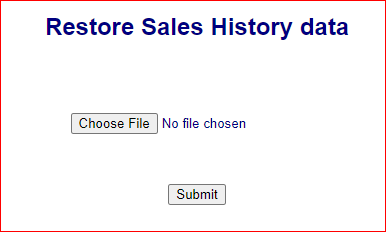 Restore Sales History data
Choose File No file chosen
Submit